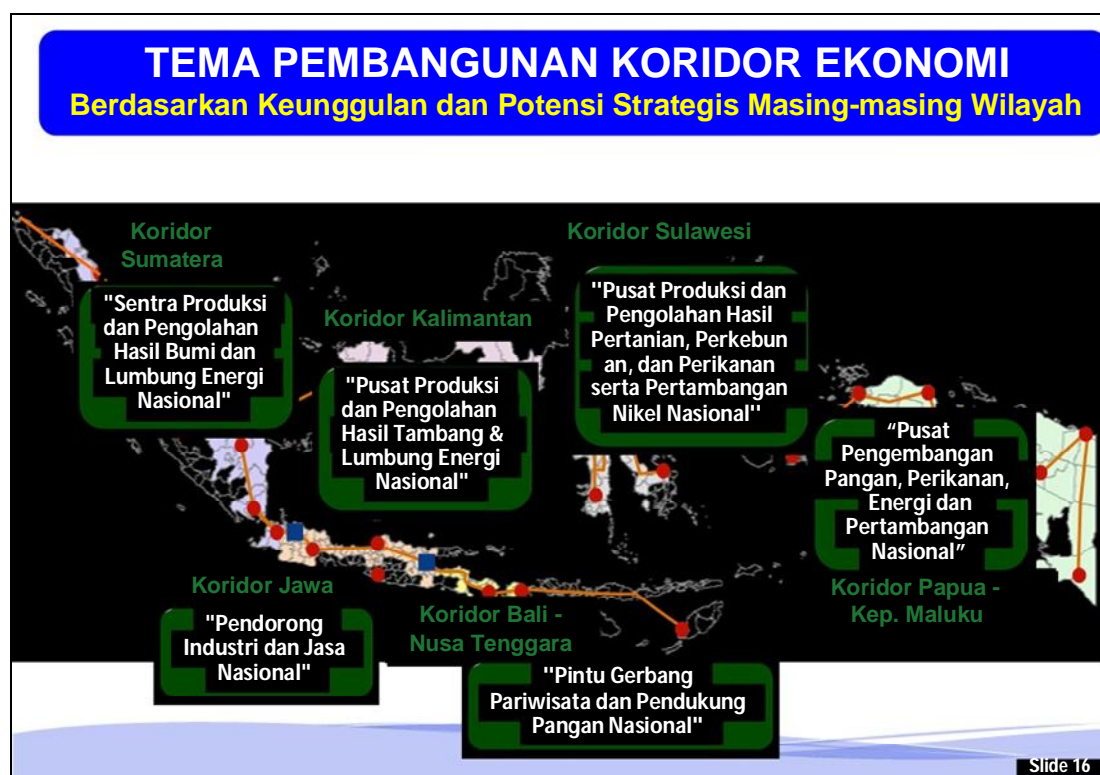 TEMA PEMBANGUNAN KORIDOR EKONOMI
Berdasarkan Keunggulan dan Potensi Strategis Masing-masing Wilayah
Koridor
Sumatera
"Sentra Produksi
dan Pengolahan
Hasil Bumi dan
Lumbung Energi
Nasional"
Koridor Kalimantan
"Pusat Produksi
dan Pengolahan
Hasil Tambang &
Lumbung Energi
Nasional"
Koridor Sulawesi
"Pusat Produksi dan
Pengolahan Hasil
Pertanian, Perkebun
an, dan Perikanan
serta Pertambangan
Nikel Nasional"
“Pusat
Pengembangan
Pangan, Perikanan,
Energi dan
Pertambangan
Nasional”
Koridor Papua -
Kep. Maluku
Koridor Jawa
"Pendorong
Industri dan Jasa
Nasional"
Koridor Bali -
Nusa Tenggara
"Pintu Gerbang
Pariwisata dan Pendukung
Pangan Nasional"
Slide 16